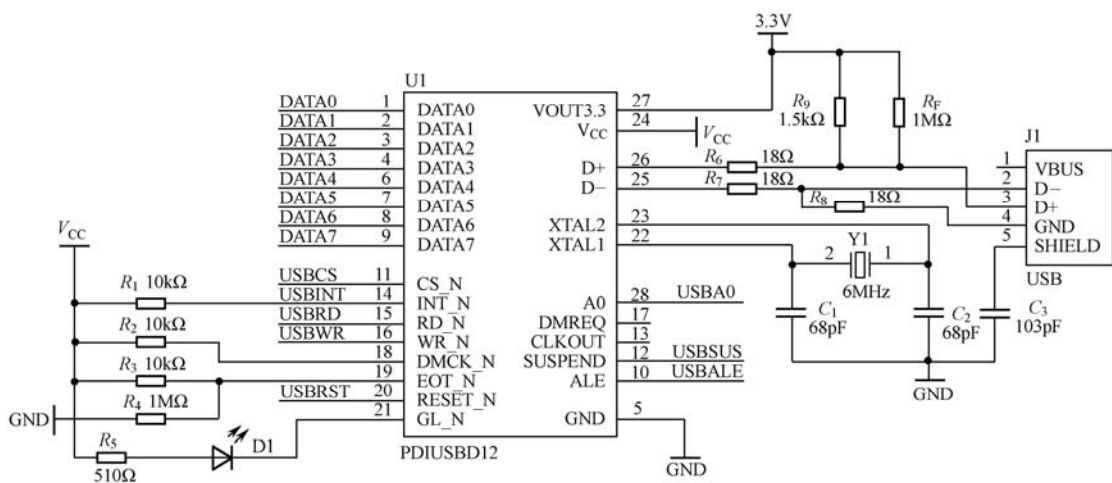 3.3V
U1
DATA0 1 DATA0
DATA1 2 DATA1
DATA2 3 DATA2
DATA3 4 DATA3
DATA4 6 DATA4
DATA5 7 DATA5
DATA6 8 DATA6
DATA7 9 DATA7
USBCS 11 CS_N
USBINT 14 INT_N
USBRD 15 RD_N
USBWR 16 WR_N
18 DMCK_N
19 EOT_N
USBRST 20 RESET_N
21 GL_N
VOUT3.3 27
VCC 24 VCC
D+ 26
D− 25
XTAL2 23
XTAL1 22
A0 28 USBA0
DMREQ 17
CLKOUT 13
SUSPEND 12 USBSUS
ALE 10 USBALE
GND 5
GND
PDIUSBD12
VCC
R1 10kΩ
R2 10kΩ
R3 10kΩ
GND R4 1MΩ
R5
510Ω
D1
R9
1.5kΩ
RF
1MΩ
R6 18Ω
R7 18Ω
R8 18Ω
J1
1 VBUS
2 D−
3 D+
4 GND
5 SHIELD
USB
Y1
2 1
6MHz
C1
68pF
C2
68pF
C3
103pF
GND